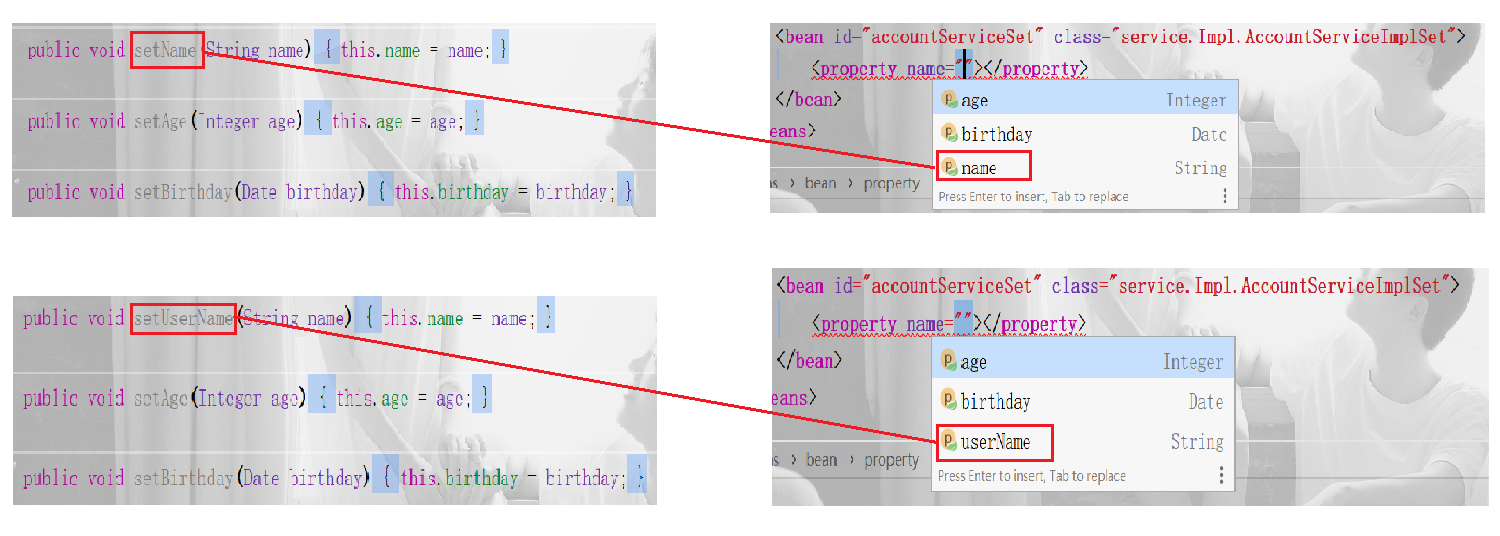 public void setName(String name) { this.name = name; }
public void setAge(Integer age) { this.age = age; }
public void setBirthday(Date birthday) { this.birthday = birthday; }
<bean id="accountServiceSet" class="service.Impl.AccountServiceImplSet">
<property name=""></property>
</bean>
eans>
age Integer
birthday Date
name String
ns > bean > property
Press Enter to insert, Tab to replace
public void setUserName(String name) { this.name = name; }
public void setAge(Integer age) { this.age = age; }
public void setBirthday(Date birthday) { this.birthday = birthday; }
<bean id="accountServiceSet" class="service.Impl.AccountServiceImplSet">
<property name=""></property>
</bean>
eans>
age Integer
birthday Date
userName String
ns > bean > property
Press Enter to insert, Tab to replace